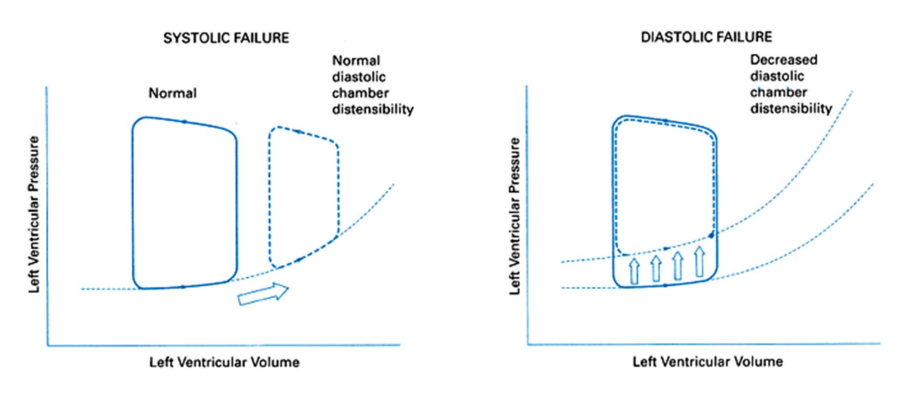 SYSTOLIC FAILURE
Normal
Normal
diastolic
chamber
distensibility
Left Ventricular Pressure
Left Ventricular Volume
DIASTOLIC FAILURE
Decreased
diastolic
chamber
distensibility
Left Ventricular Pressure
Left Ventricular Volume